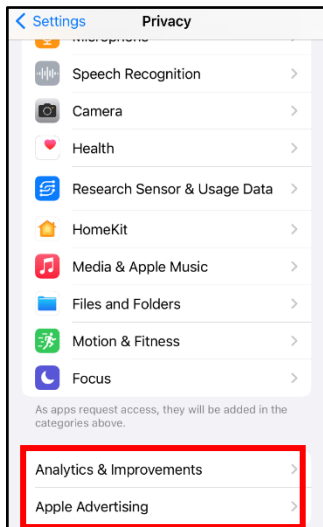 Settings
Privacy
Microphone
Speech Recognition
Camera
Health
Research Sensor & Usage Data
HomeKit
Media & Apple Music
Files and Folders
Motion & Fitness
Focus
As apps request access, they will be added in the
categories above.
Analytics & Improvements
Apple Advertising